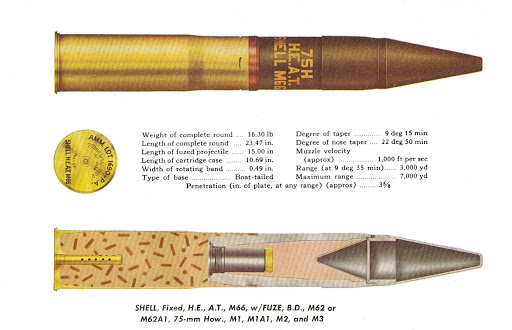 75H
H.E.A.T.
SHELL M66
AMM. LOT
SHELL, HEAT, M66
Weight of complete round .... 16.30 lb
Length of complete round .... 23.47 in.
Length of fuzed projectile ..... 15.00 in
Length of cartridge case ....... 10.69 in.
Width of rotating band ......... 0.49 in.
Type of base ................. Boat-tailed
Degree of taper ............. 9 deg 15 min
Degree of nose taper .... 22 deg 50 min
Muzzle velocity
(approx) ............ 1,000 ft per sec
Range (at 9 deg 35 min)..... 3,000 yd
Maximum range ............. 7,000 yd
Penetration (in. of plate, at any range) (approx) ..... 3⅝
SHELL, Fixed, H.E., A.T., M66, w/FUZE, B.D., M62 or
M62A1, 75-mm How., M1, M1A1, M2, and M3